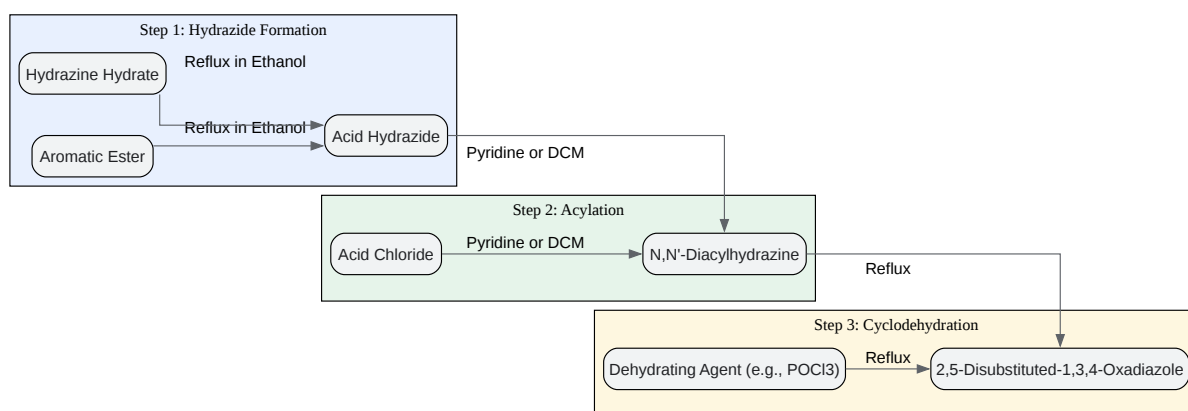 Step 1: Hydrazide Formation
Hydrazine Hydrate
Reflux in Ethanol
Reflux in Ethanol
Aromatic Ester
Acid Hydrazide
Pyridine or DCM
Step 2: Acylation
Acid Chloride
Pyridine or DCM
N,N'-Diacylhydrazine
Reflux
Step 3: Cyclodehydration
Dehydrating Agent (e.g., POCl3)
Reflux
2,5-Disubstituted-1,3,4-Oxadiazole